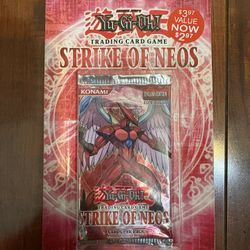 Yu-Gi-Oh!
TRADING CARD GAME
$3.97
VALUE
NOW
$2.97
STRIKE OF NEOS
KONAMI
Yu-Gi-Oh!
TRADING CARD GAME
STRIKE OF NEOS